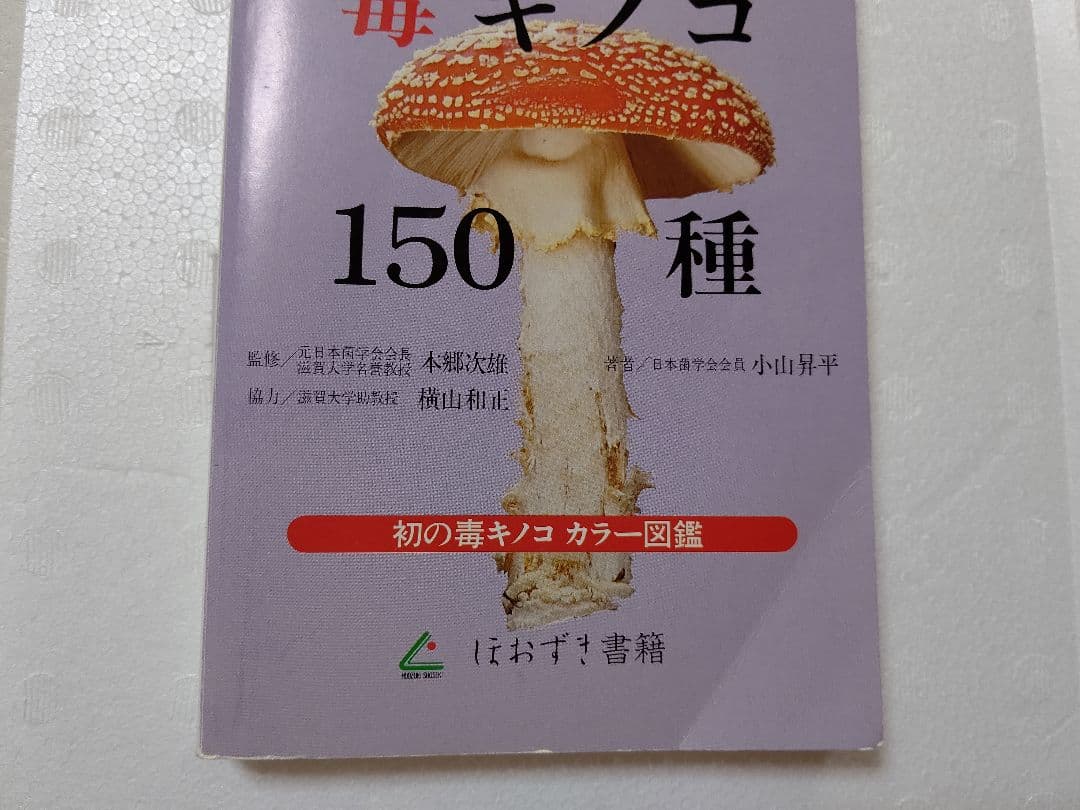 毒キノコ
150種
監修／元日本菌学会会長
滋賀大学名誉教授 本郷次雄
協力／滋賀大学助教授 横山和正
著者／日本菌学会会員 小山昇平
初の毒キノコ カラー図鑑
ほおずき書籍
HOOZUKI SHOSEKI